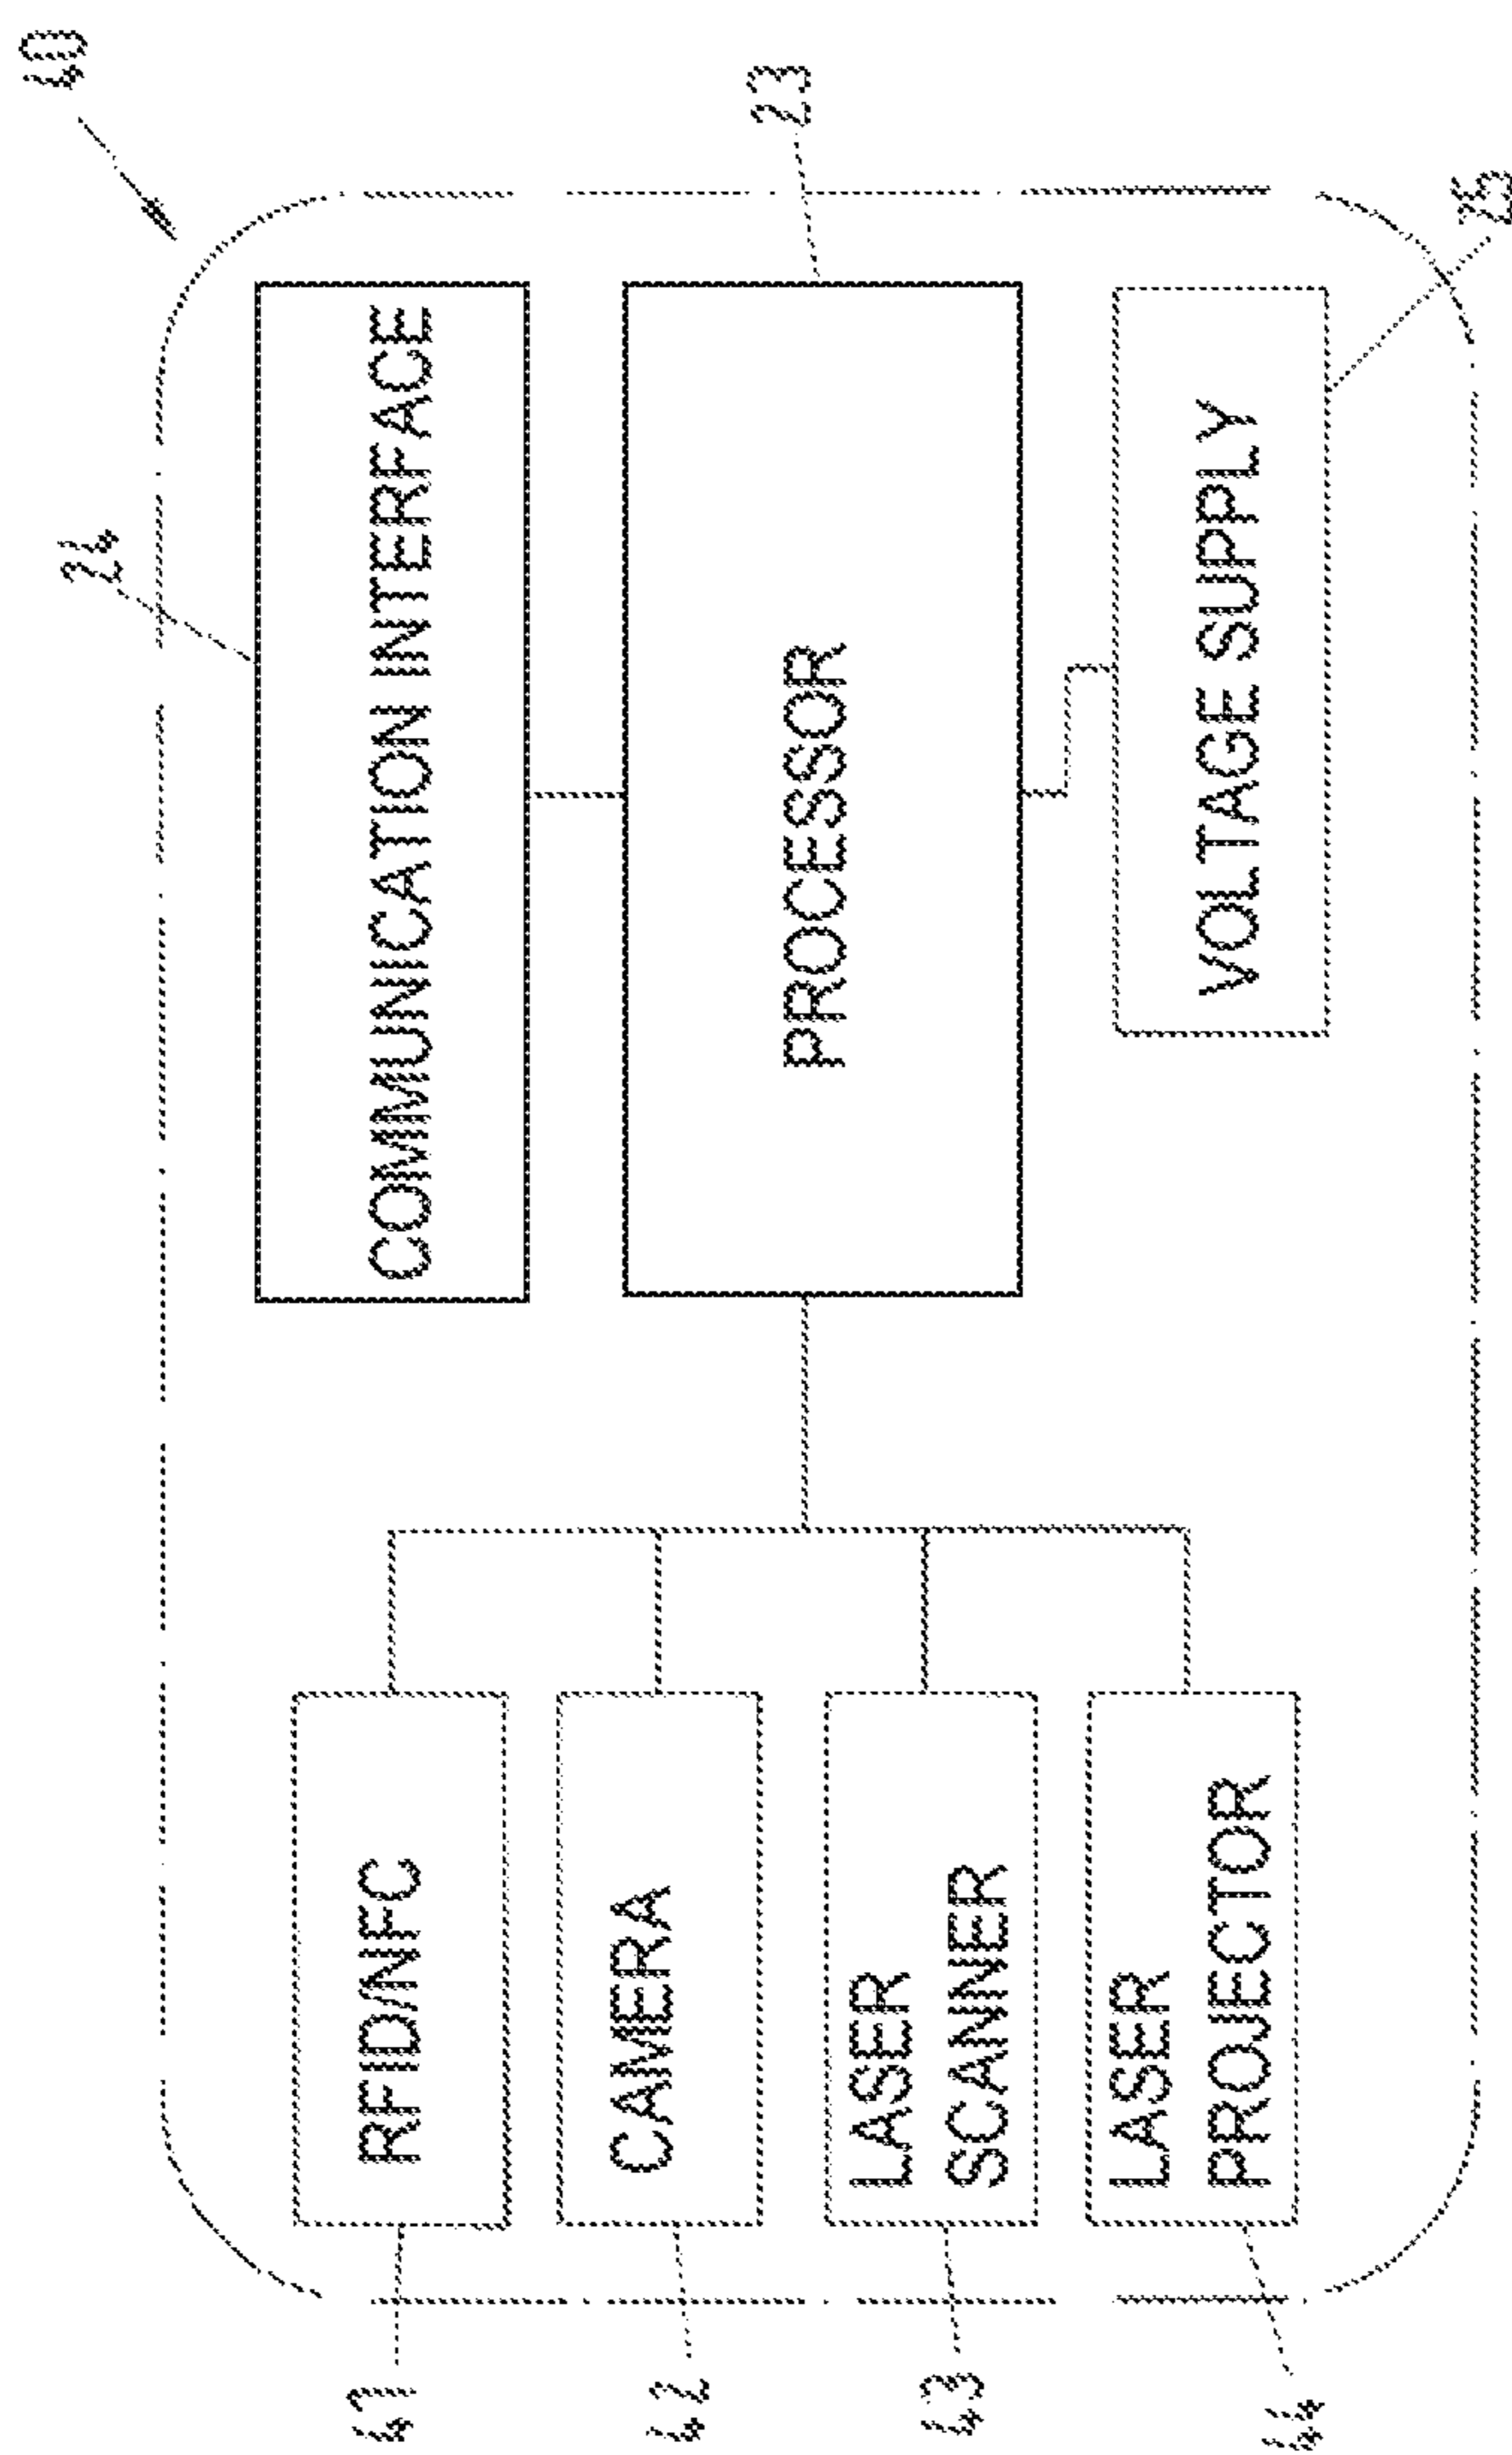 40
24
COMMUNICATION INTERFACE
23
PROCESSOR
25
VOLTAGE SUPPLY
41
RFID/NFC
42
CAMERA
43
LASER
SCANNER
44
LASER
PROJECTOR